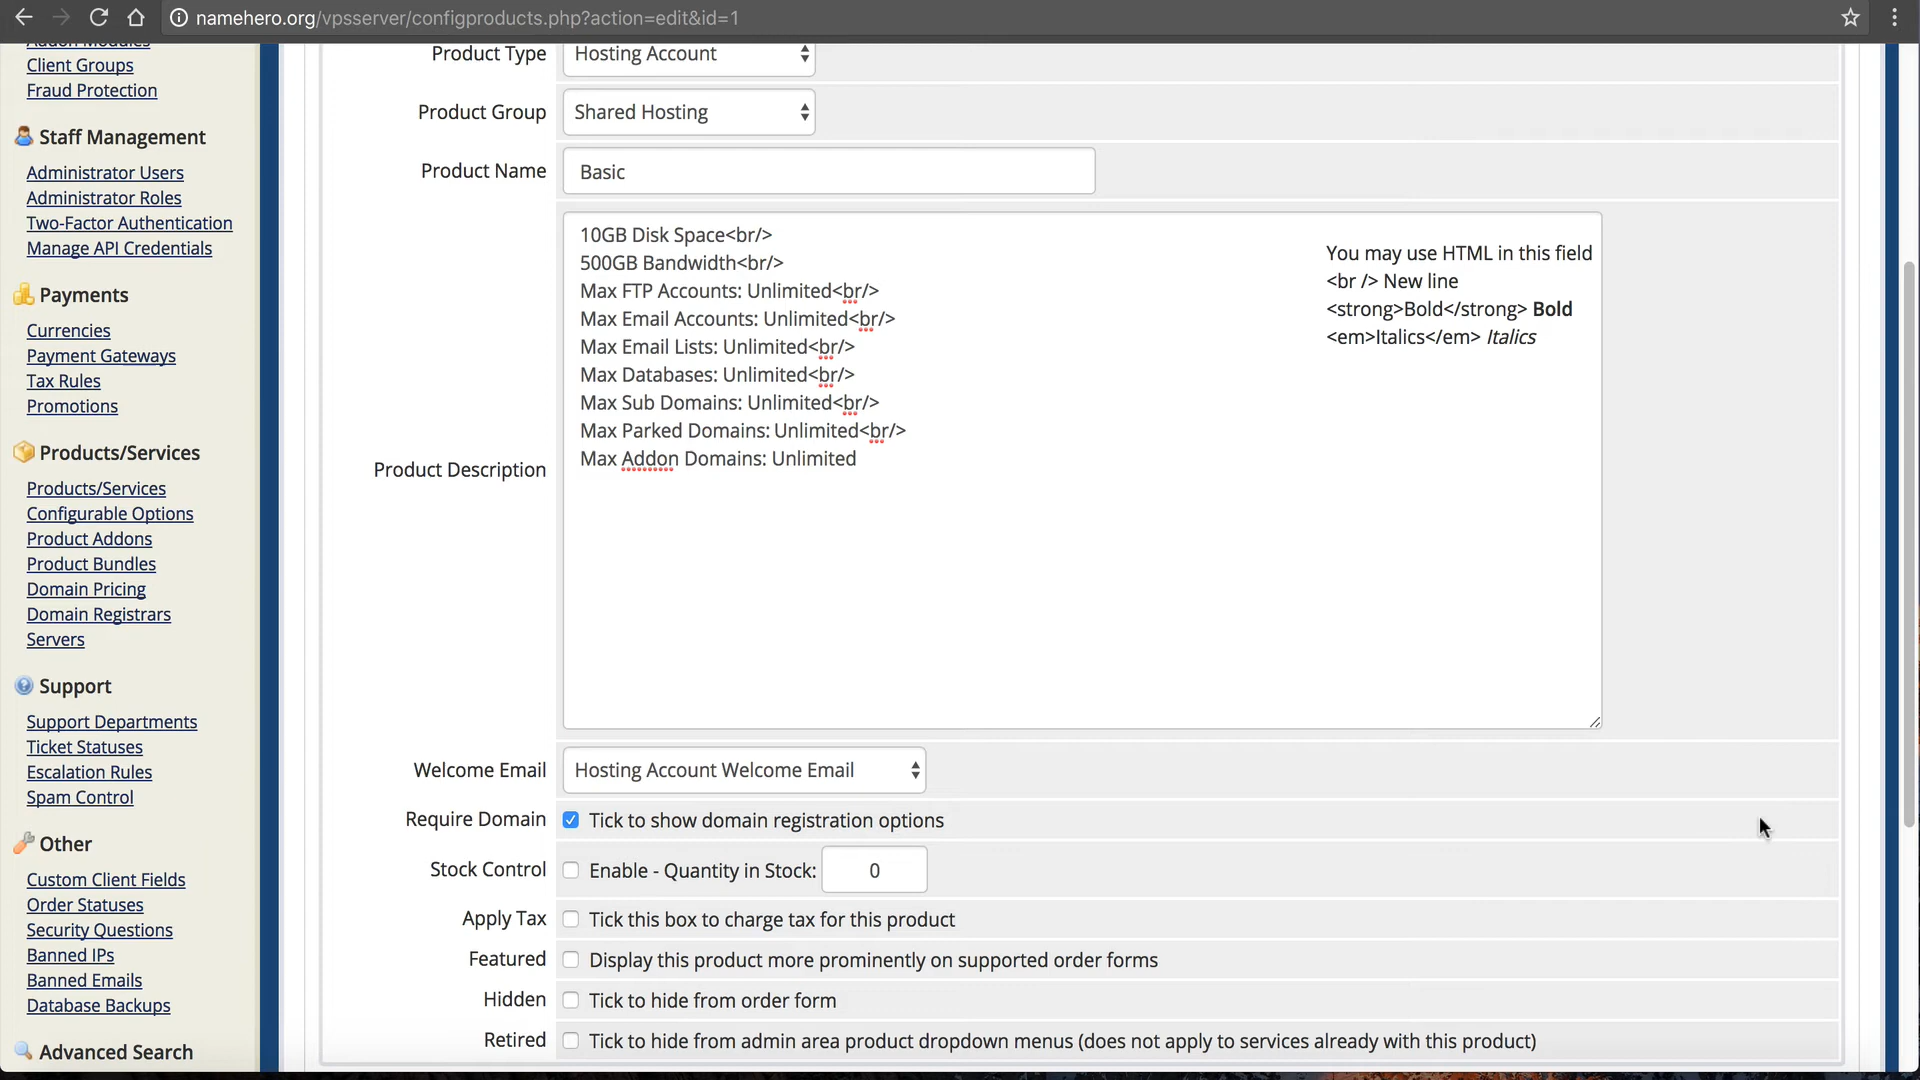 namehero.org/vpsserver/configproducts.php?action=edit&id=1
Addon Modules
Client Groups
Fraud Protection
Staff Management
Administrator Users
Administrator Roles
Two-Factor Authentication
Manage API Credentials
Payments
Currencies
Payment Gateways
Tax Rules
Promotions
Products/Services
Products/Services
Configurable Options
Product Addons
Product Bundles
Domain Pricing
Domain Registrars
Servers
Support
Support Departments
Ticket Statuses
Escalation Rules
Spam Control
Other
Custom Client Fields
Order Statuses
Security Questions
Banned IPs
Banned Emails
Database Backups
Advanced Search
Product Type Hosting Account
Product Group Shared Hosting
Product Name Basic
Product Description
10GB Disk Space<br/>
500GB Bandwidth<br/>
Max FTP Accounts: Unlimited<br/>
Max Email Accounts: Unlimited<br/>
Max Email Lists: Unlimited<br/>
Max Databases: Unlimited<br/>
Max Sub Domains: Unlimited<br/>
Max Parked Domains: Unlimited<br/>
Max Addon Domains: Unlimited
You may use HTML in this field
<br /> New line
<strong>Bold</strong> Bold
<em>Italics</em> Italics
Welcome Email Hosting Account Welcome Email
Require Domain Tick to show domain registration options
Stock Control Enable - Quantity in Stock: 0
Apply Tax Tick this box to charge tax for this product
Featured Display this product more prominently on supported order forms
Hidden Tick to hide from order form
Retired Tick to hide from admin area product dropdown menus (does not apply to services already with this product)